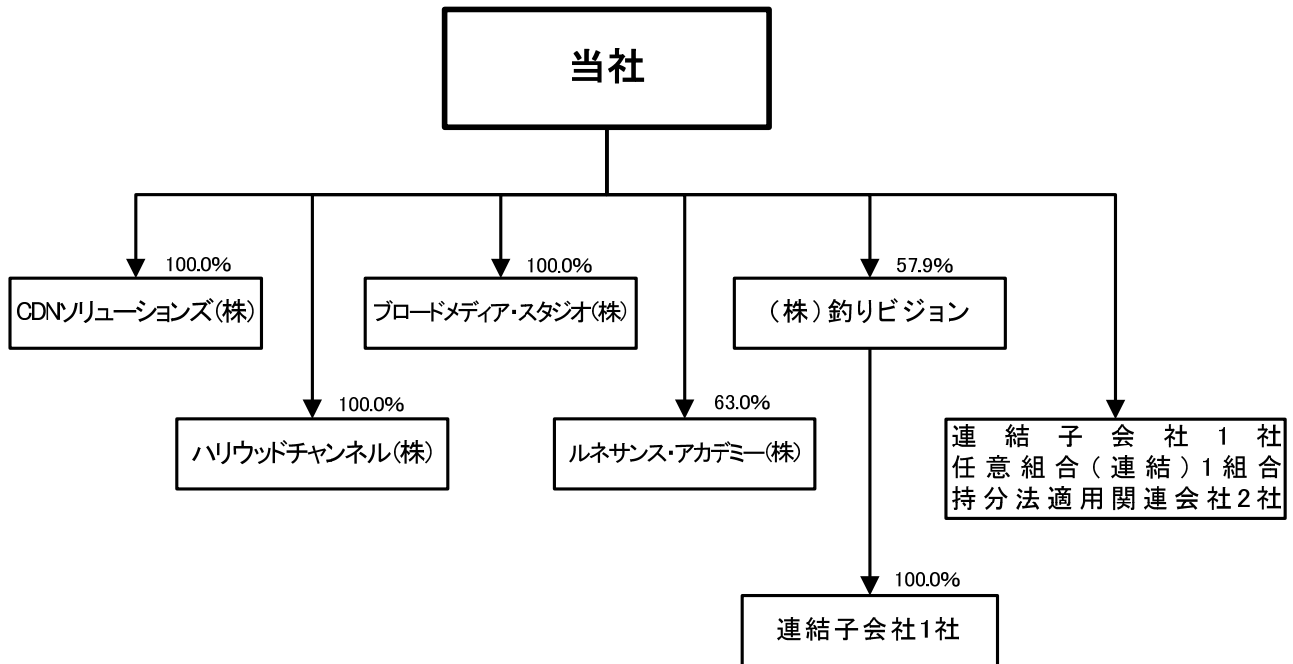 当社
100.0%
CDNソリューションズ(株)
100.0%
ハリウッドチャンネル(株)
100.0%
ブロードメディア・スタジオ(株)
63.0%
ルネサンス・アカデミー(株)
57.9%
(株)釣りビジョン
100.0%
連結子会社1社
連結子会社1社
任意組合(連結)1組合
持分法適用関連会社2社